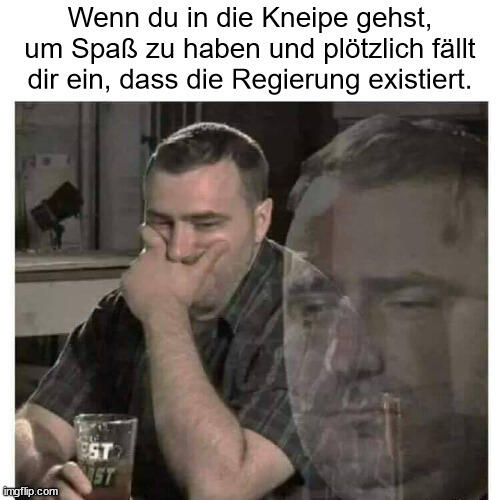 Wenn du in die Kneipe gehst,
um Spaß zu haben und plötzlich fällt
dir ein, dass die Regierung existiert.
ST
imgflip.com